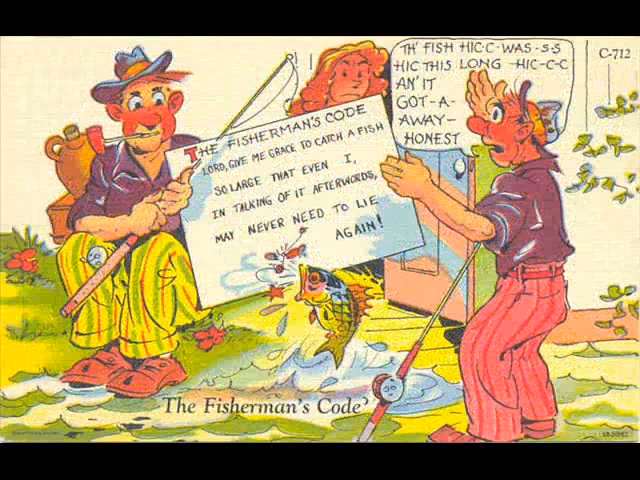 TH' FISH HIC-C-WAS-S-S
HIC THIS LONG -HIC-C-C
AN' IT
GOT-A-
AWAY-
HONEST
C-712
THE FISHERMAN'S CODE
LORD, GIVE ME GRACE TO CATCH A FISH
SO LARGE THAT EVEN I,
IN TALKING OF IT AFTERWORDS,
MAY NEVER NEED TO LIE
AGAIN!
The Fisherman's Code